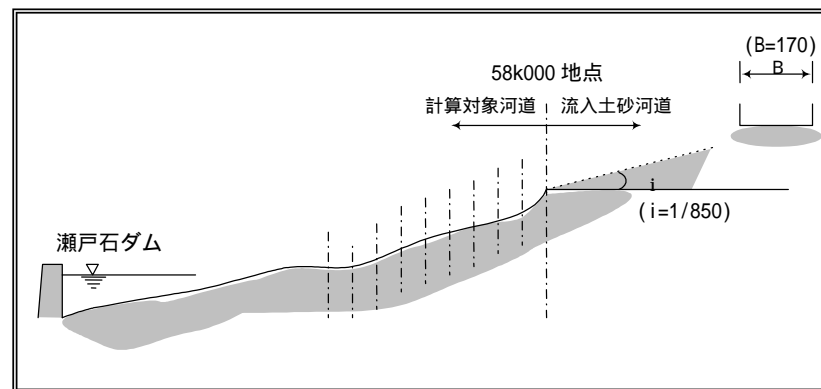 (B=170)
B
58k000 地点
計算対象河道 流入土砂河道
i
(i=1/850)
瀬戸石ダム